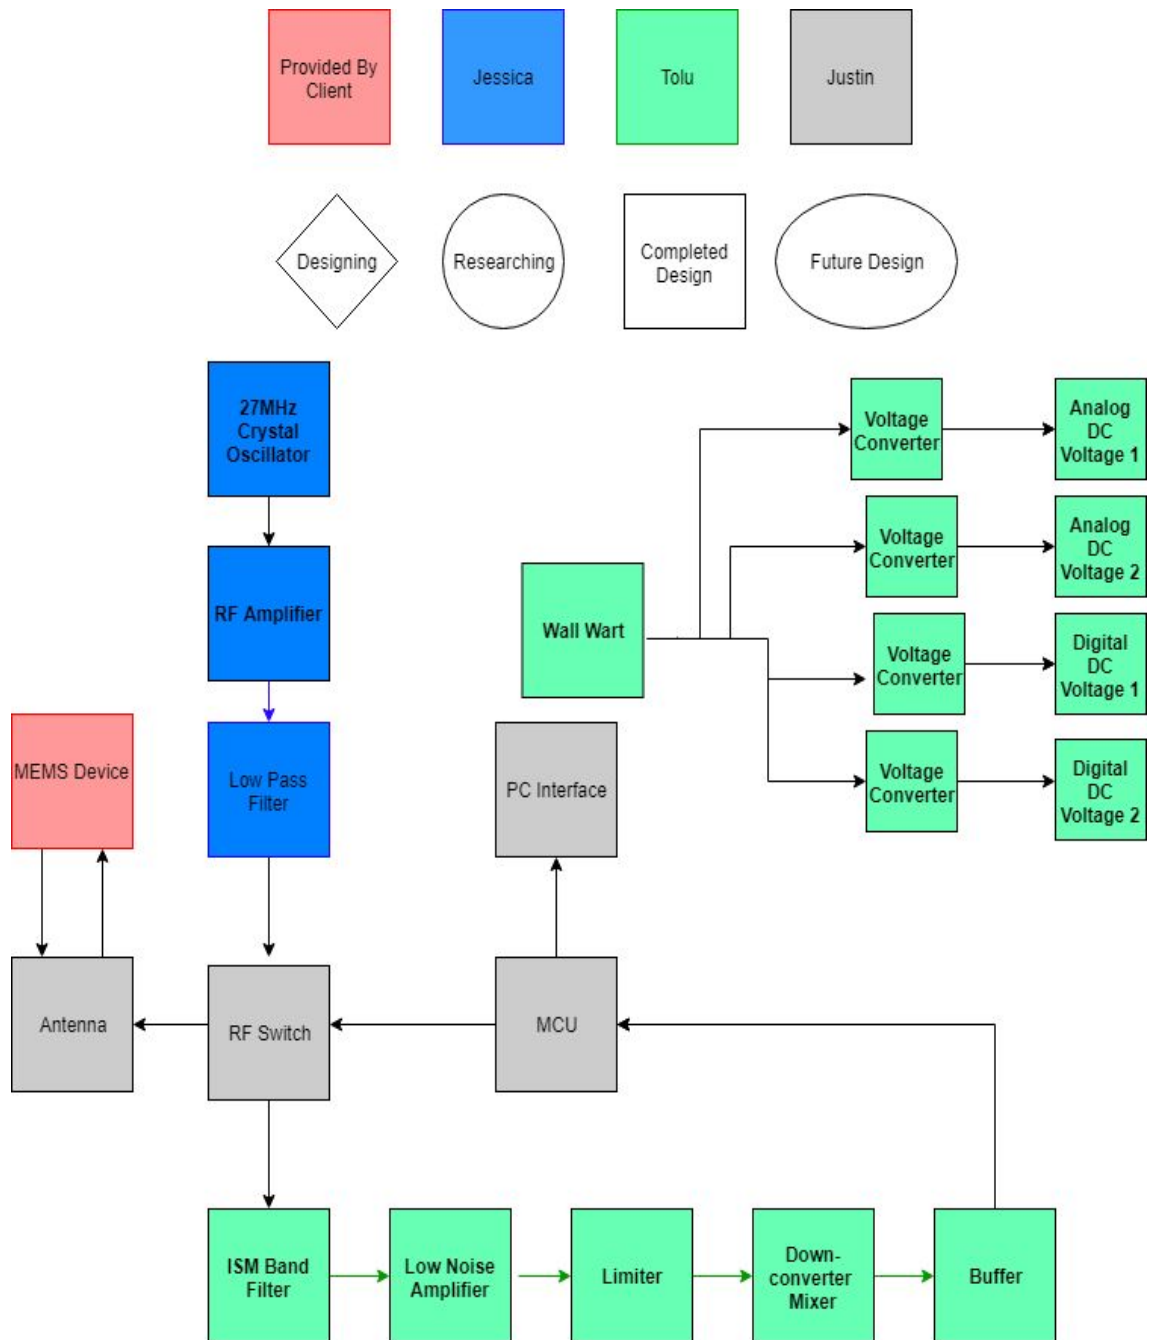 Provided By
Client
Jessica
Tolu
Justin
Designing
Researching
Completed
Design
Future Design
27MHz
Crystal
Oscillator
Voltage
Converter
Analog
DC
Voltage 1
Voltage
Converter
Analog
DC
Voltage 2
RF Amplifier
Wall Wart
Voltage
Converter
Digital
DC
Voltage 1
MEMS Device
Low Pass
Filter
PC Interface
Voltage
Converter
Digital
DC
Voltage 2
Antenna
RF Switch
MCU
ISM Band
Filter
Low Noise
Amplifier
Limiter
Down-
converter
Mixer
Buffer